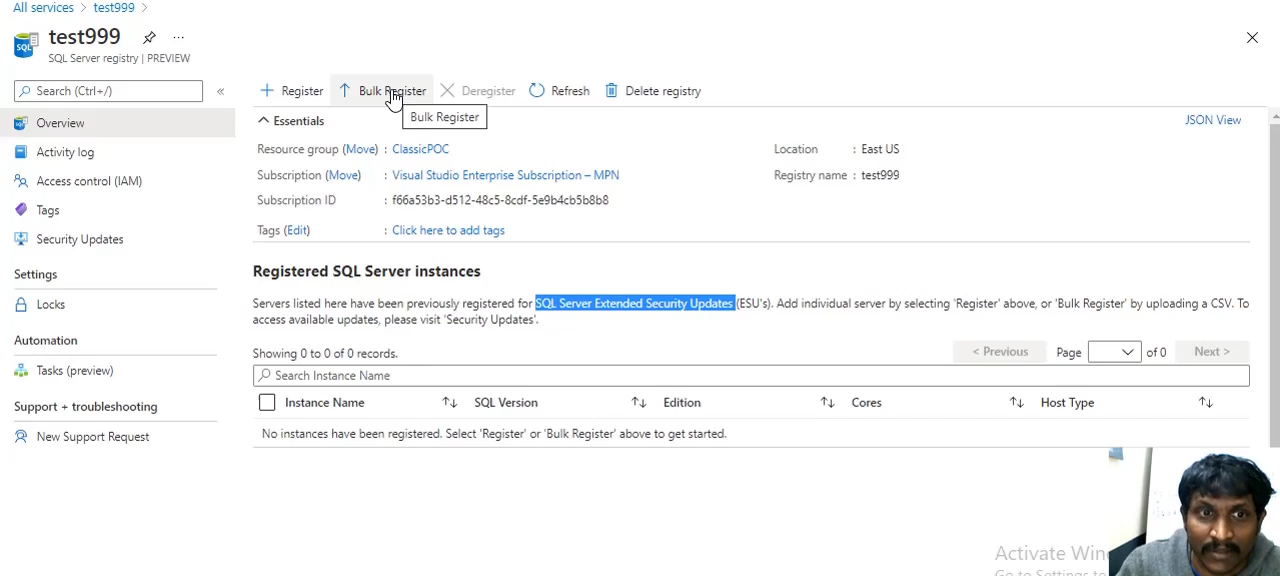 All services > test999 >
test999 ...
SQL Server registry | PREVIEW
Search (Ctrl+/) «
Register Bulk Register Deregister Refresh Delete registry
Bulk Register
Overview
Activity log
Access control (IAM)
Tags
Security Updates
Settings
Locks
Automation
Tasks (preview)
Support + troubleshooting
New Support Request
Essentials JSON View
Resource group (Move) : ClassicPOC Location : East US
Subscription (Move) : Visual Studio Enterprise Subscription – MPN Registry name : test999
Subscription ID : f66a53b3-d512-48c5-8cdf-5e9b4cb5b8b8
Tags (Edit) : Click here to add tags
Registered SQL Server instances
Servers listed here have been previously registered for SQL Server Extended Security Updates (ESU's). Add individual server by selecting 'Register' above, or 'Bulk Register' by uploading a CSV. To
access available updates, please visit 'Security Updates'.
Showing 0 to 0 of 0 records. < Previous Page of 0 Next >
Search Instance Name
Instance Name SQL Version Edition Cores Host Type
No instances have been registered. Select 'Register' or 'Bulk Register' above to get started.
Activate